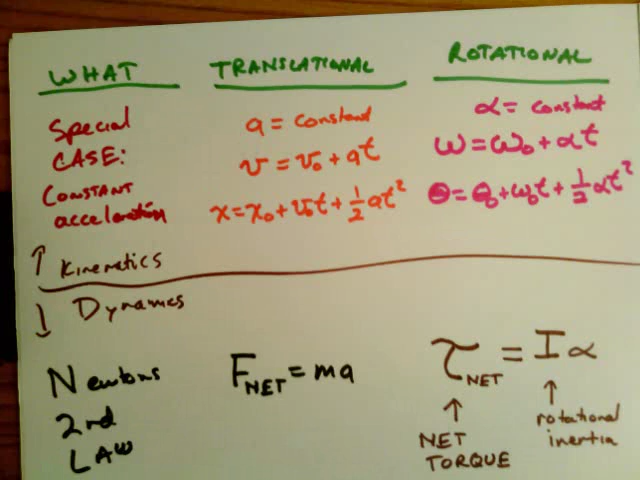 WHAT TRANSLATIONAL ROTATIONAL
Special a = constant α = constant
CASE: v = v₀ + at ω = ω₀ + αt
CONSTANT x = x₀ + v₀t + ½at² θ = θ₀ + ω₀t + ½αt²
acceleration
↑ Kinematics
↓ Dynamics
Newtons F_NET = ma τ_NET = Iα
2nd ↑ ↑
LAW NET rotational
TORQUE inertia